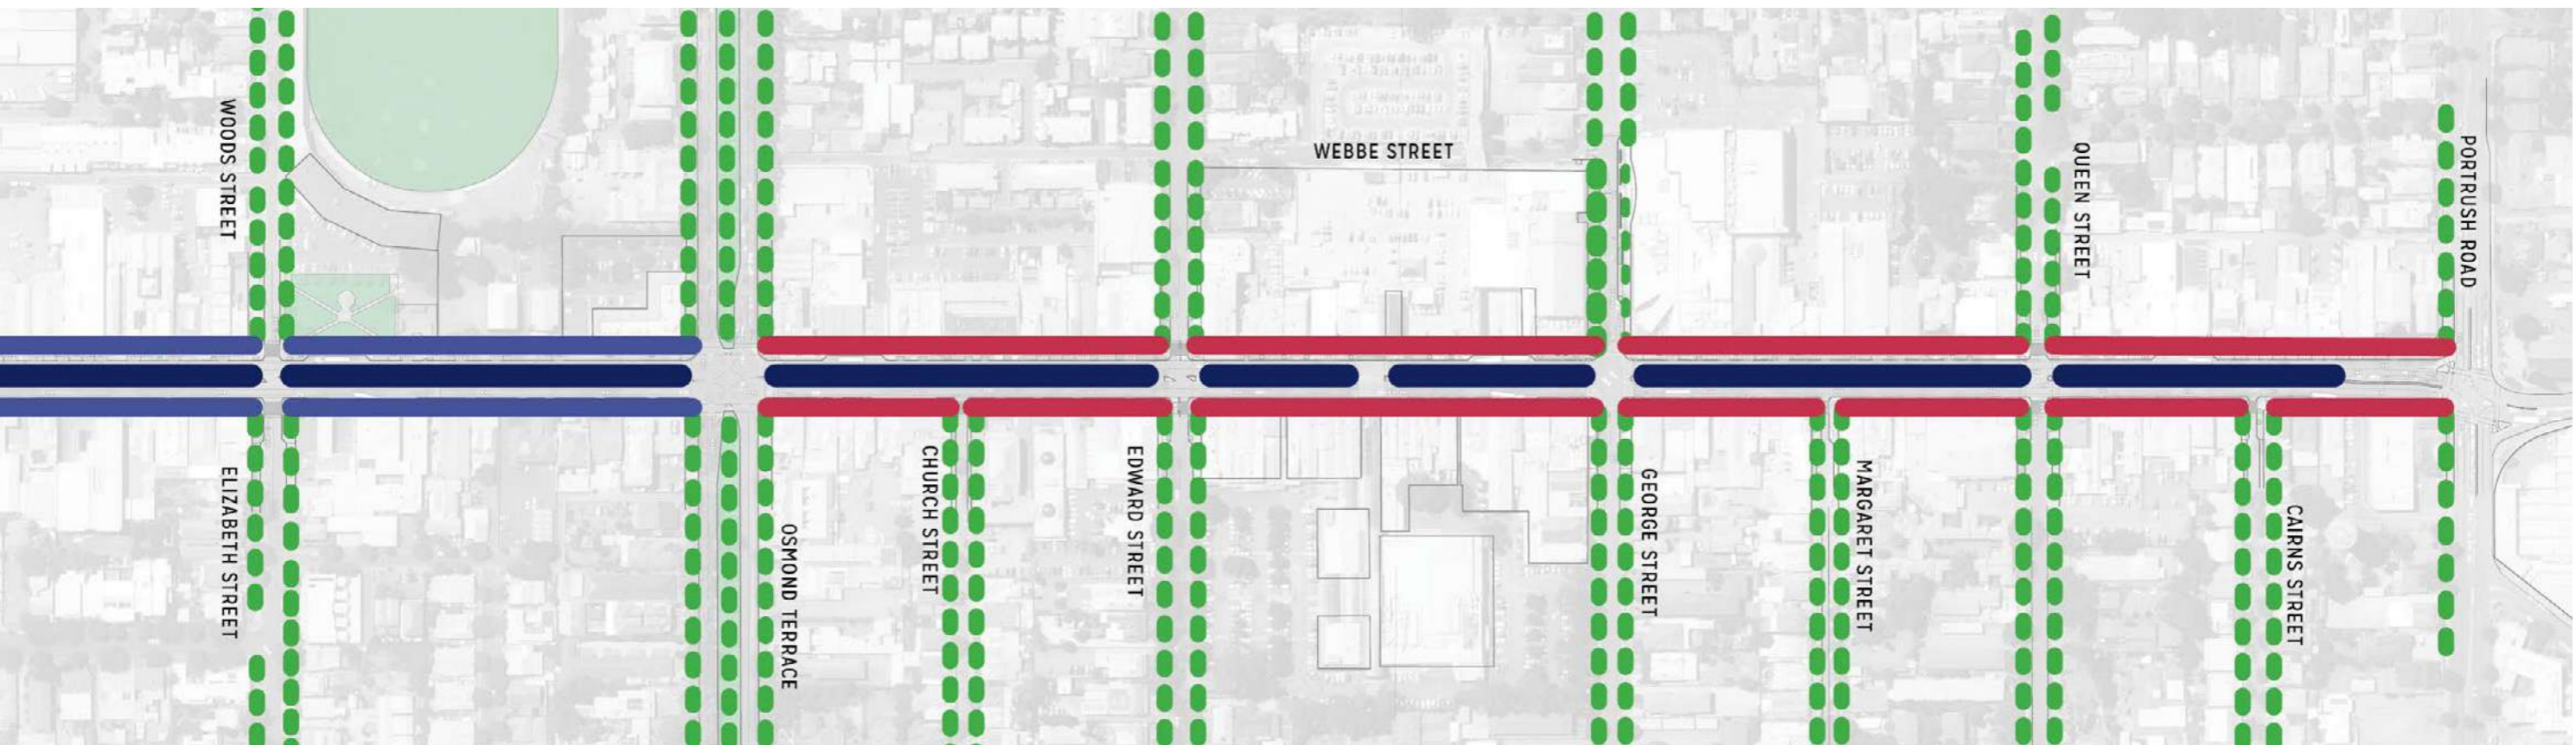 WOODS STREET
WEBBE STREET
QUEEN STREET
PORTRUSH ROAD
ELIZABETH STREET
OSMOND TERRACE
CHURCH STREET
EDWARD STREET
GEORGE STREET
MARGARET STREET
CAIRNS STREET